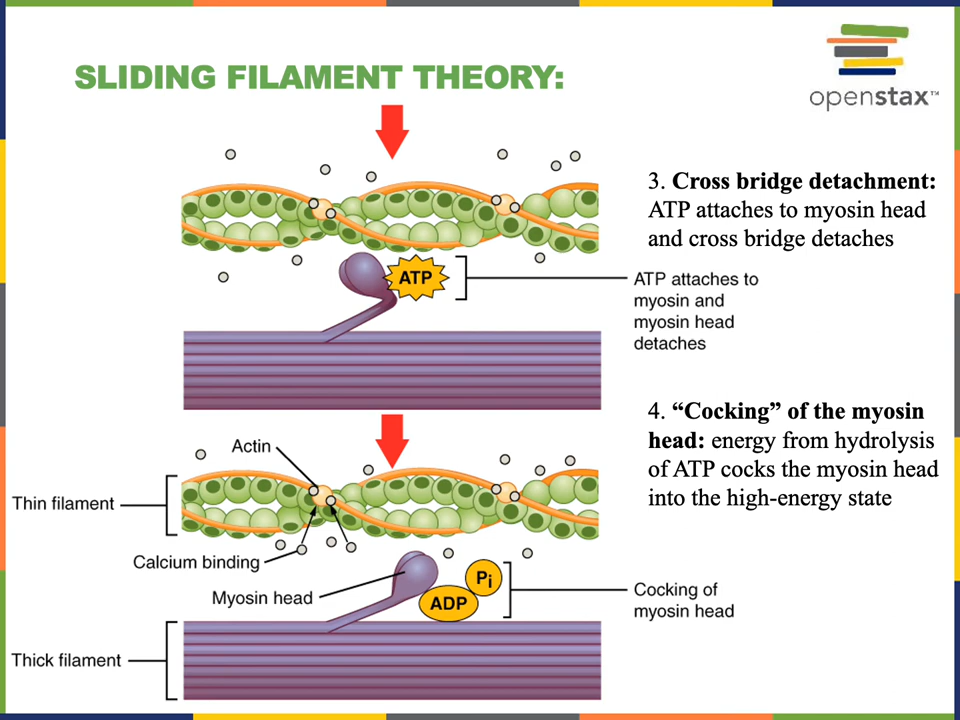 SLIDING FILAMENT THEORY:
openstax™
3. Cross bridge detachment:
ATP attaches to myosin head
and cross bridge detaches
ATP
ATP attaches to
myosin and
myosin head
detaches
4. “Cocking” of the myosin
head: energy from hydrolysis
of ATP cocks the myosin head
into the high-energy state
Actin
Thin filament
Calcium binding
Myosin head
Pi
ADP
Cocking of
myosin head
Thick filament